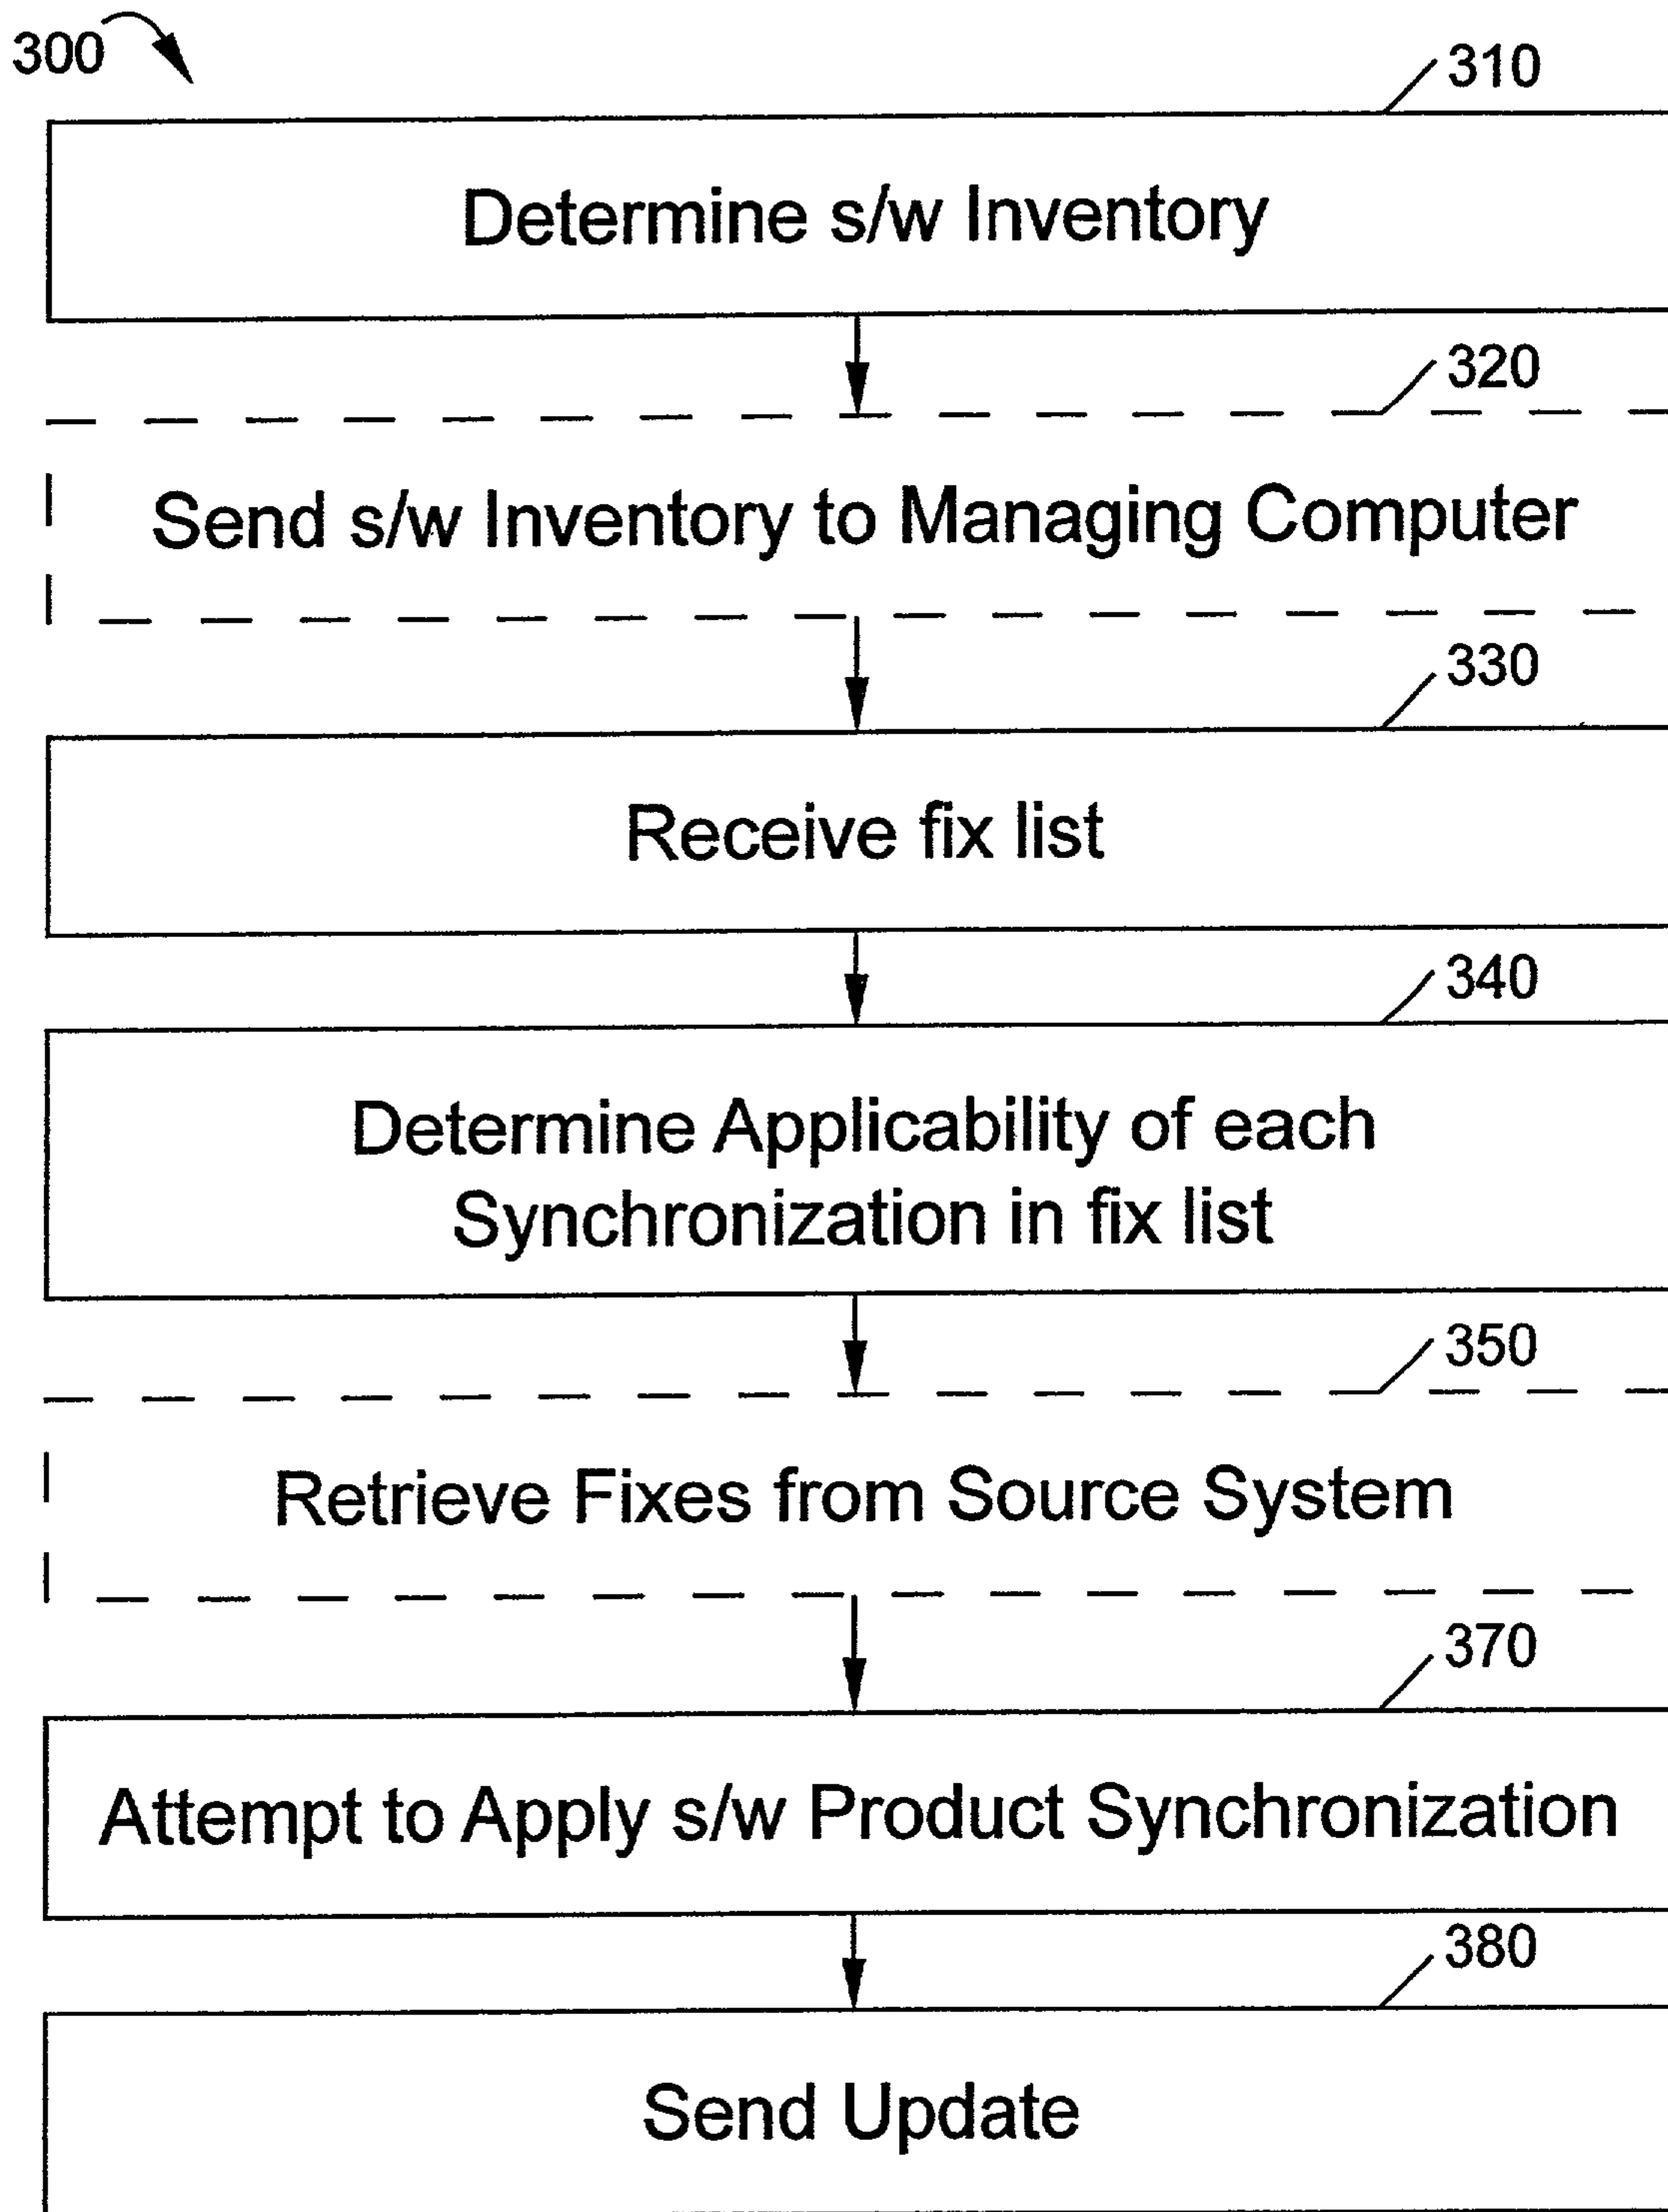 300
310
Determine s/w Inventory
320
Send s/w Inventory to Managing Computer
330
Receive fix list
340
Determine Applicability of each
Synchronization in fix list
350
Retrieve Fixes from Source System
370
Attempt to Apply s/w Product Synchronization
380
Send Update